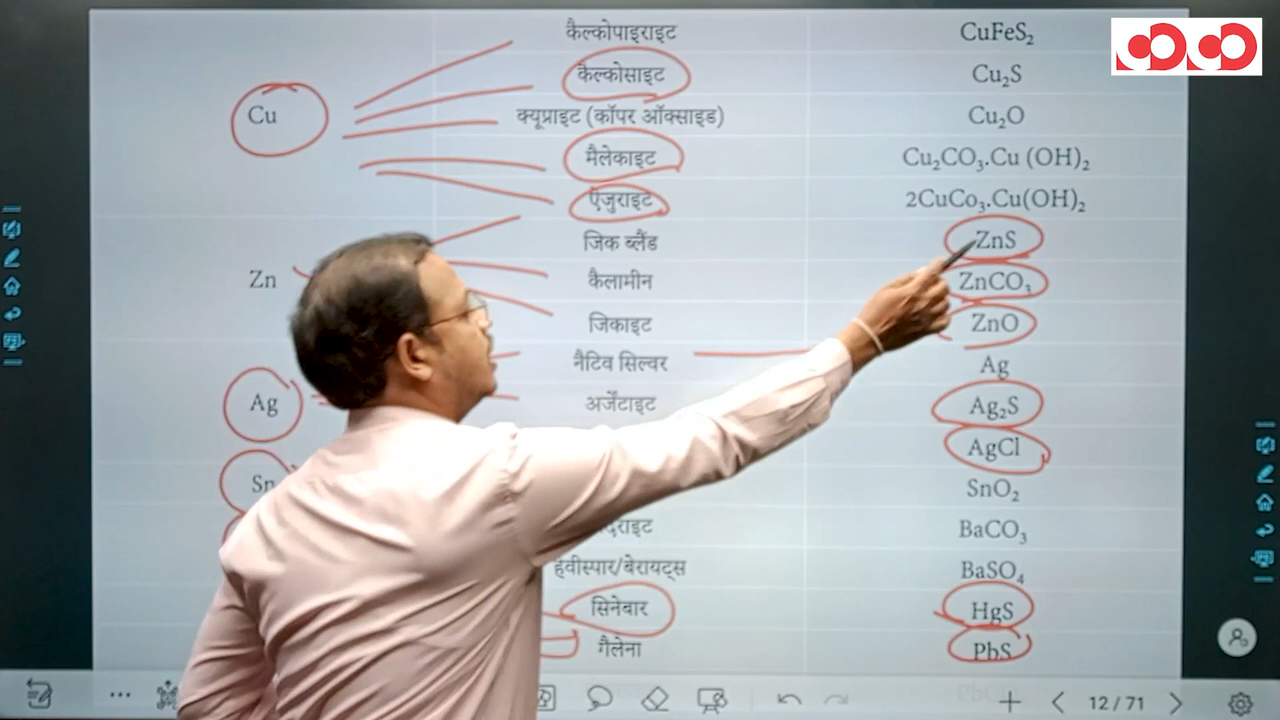 कैल्कोपाइराइट CuFeS₂
कैल्कोसाइट Cu₂S
Cu क्यूप्राइट (कॉपर ऑक्साइड) Cu₂O
मैलेकाइट Cu₂CO₃.Cu (OH)₂
ऐजुराइट 2CuCo₃.Cu(OH)₂
जिंक ब्लैंड ZnS
Zn कैलामीन ZnCO₃
जिंकाइट ZnO
नैटिव सिल्वर Ag
Ag अर्जेंटाइट Ag₂S
AgCl
Sn SnO₂
BaCO₃
हेवीस्पार/बेरायट्स BaSO₄
सिनेबार HgS
गैलेना PbS
12 / 71